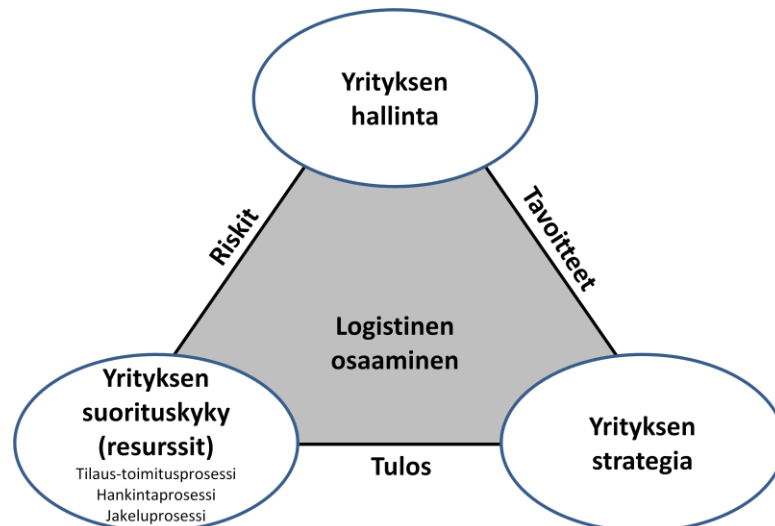 Yrityksen
hallinta
Riskit
Tavoitteet
Logistinen
osaaminen
Yrityksen
suorituskyky
(resurssit)
Tilaus-toimitusprosessi
Hankintaprosessi
Jakeluprosessi
Tulos
Yrityksen
strategia